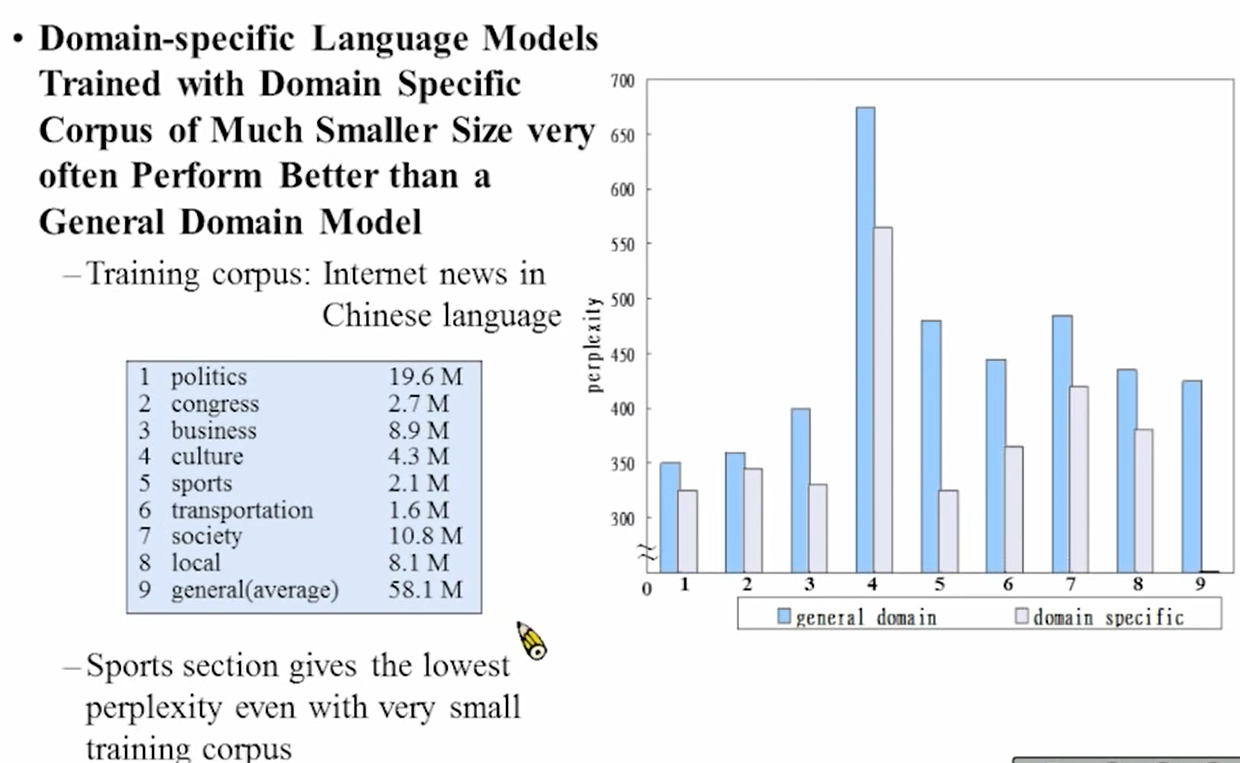 • Domain-specific Language Models
Trained with Domain Specific
Corpus of Much Smaller Size very
often Perform Better than a
General Domain Model
–Training corpus: Internet news in
Chinese language
1 politics 19.6 M
2 congress 2.7 M
3 business 8.9 M
4 culture 4.3 M
5 sports 2.1 M
6 transportation 1.6 M
7 society 10.8 M
8 local 8.1 M
9 general(average) 58.1 M
–Sports section gives the lowest
perplexity even with very small
training corpus
700
650
600
550
500
450
400
350
300
0
perplexity
1 2 3 4 5 6 7 8 9
general domain domain specific